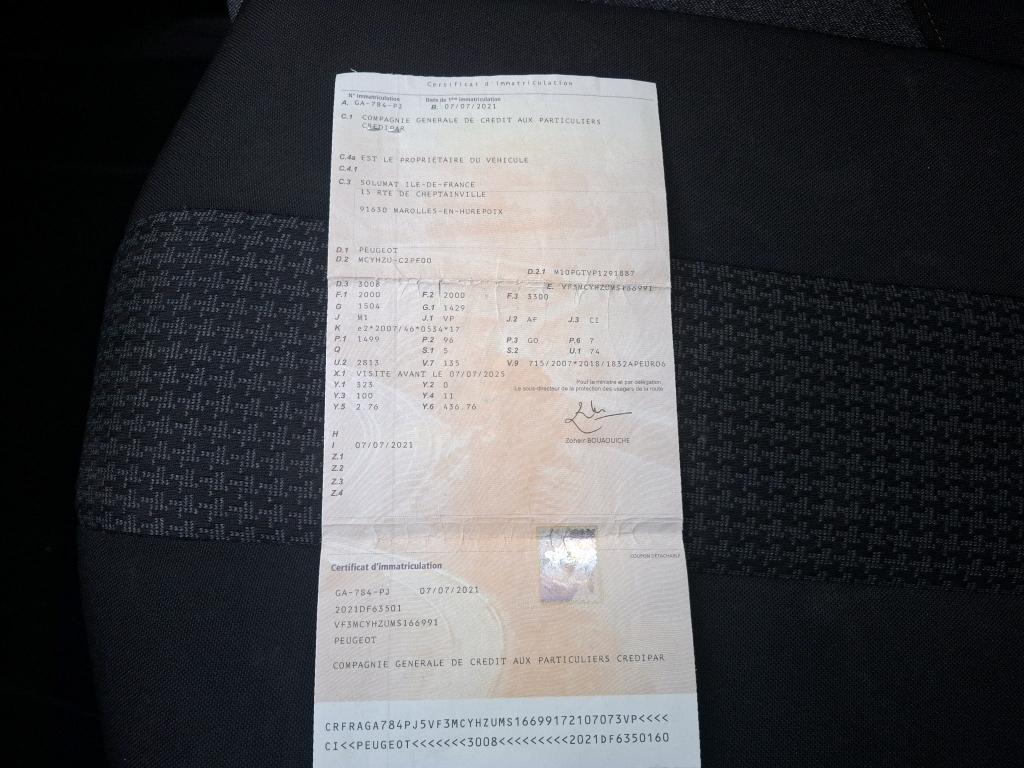 Certificat d'immatriculation
N° immatriculation Date de 1ère immatriculation
A. GA-784-PJ B. 07/07/2021
C.1 COMPAGNIE GENERALE DE CREDIT AUX PARTICULIERS
CREDIPAR
C.4a EST LE PROPRIÉTAIRE DU VÉHICULE
C.4.1
C.3 SOLUMAT ILE-DE-FRANCE
15 RTE DE CHEPTAINVILLE
91630 MAROLLES-EN-HUREPOIX
D.1 PEUGEOT
D.2 MCYHZU-C2PF00
D.2.1 M10PGTVP1291887
D.3 3008 E. VF3MCYHZUMS166991
F.1 2000 F.2 2000 F.3 3300
G 1504 G.1 1429
J M1 J.1 VP J.2 AF J.3 CI
K e2*2007/46*0534*17
P.1 1499 P.2 96 P.3 GO P.6 7
Q S.1 5 S.2 U.1 74
U.2 2813 V.7 135 V.9 715/2007*2018/1832APEURO6
X.1 VISITE AVANT LE 07/07/2025
Pour le ministre et par délégation
Y.1 323 Y.2 0 Le sous-directeur de la protection des usagers de la route
Y.3 100 Y.4 11
Y.5 2.76 Y.6 436.76
Zoheir BOUAOUICHE
H
I 07/07/2021
Z.1
Z.2
Z.3
Z.4
COUPON DÉTACHABLE
Certificat d'immatriculation
GA-784-PJ 07/07/2021
2021DF63501
VF3MCYHZUMS166991
PEUGEOT
COMPAGNIE GENERALE DE CREDIT AUX PARTICULIERS CREDIPAR
CRFRAGA784PJ5VF3MCYHZUMS16699172107073VP<<<<
CI<<PEUGEOT<<<<<<<3008<<<<<<<<<2021DF6350160